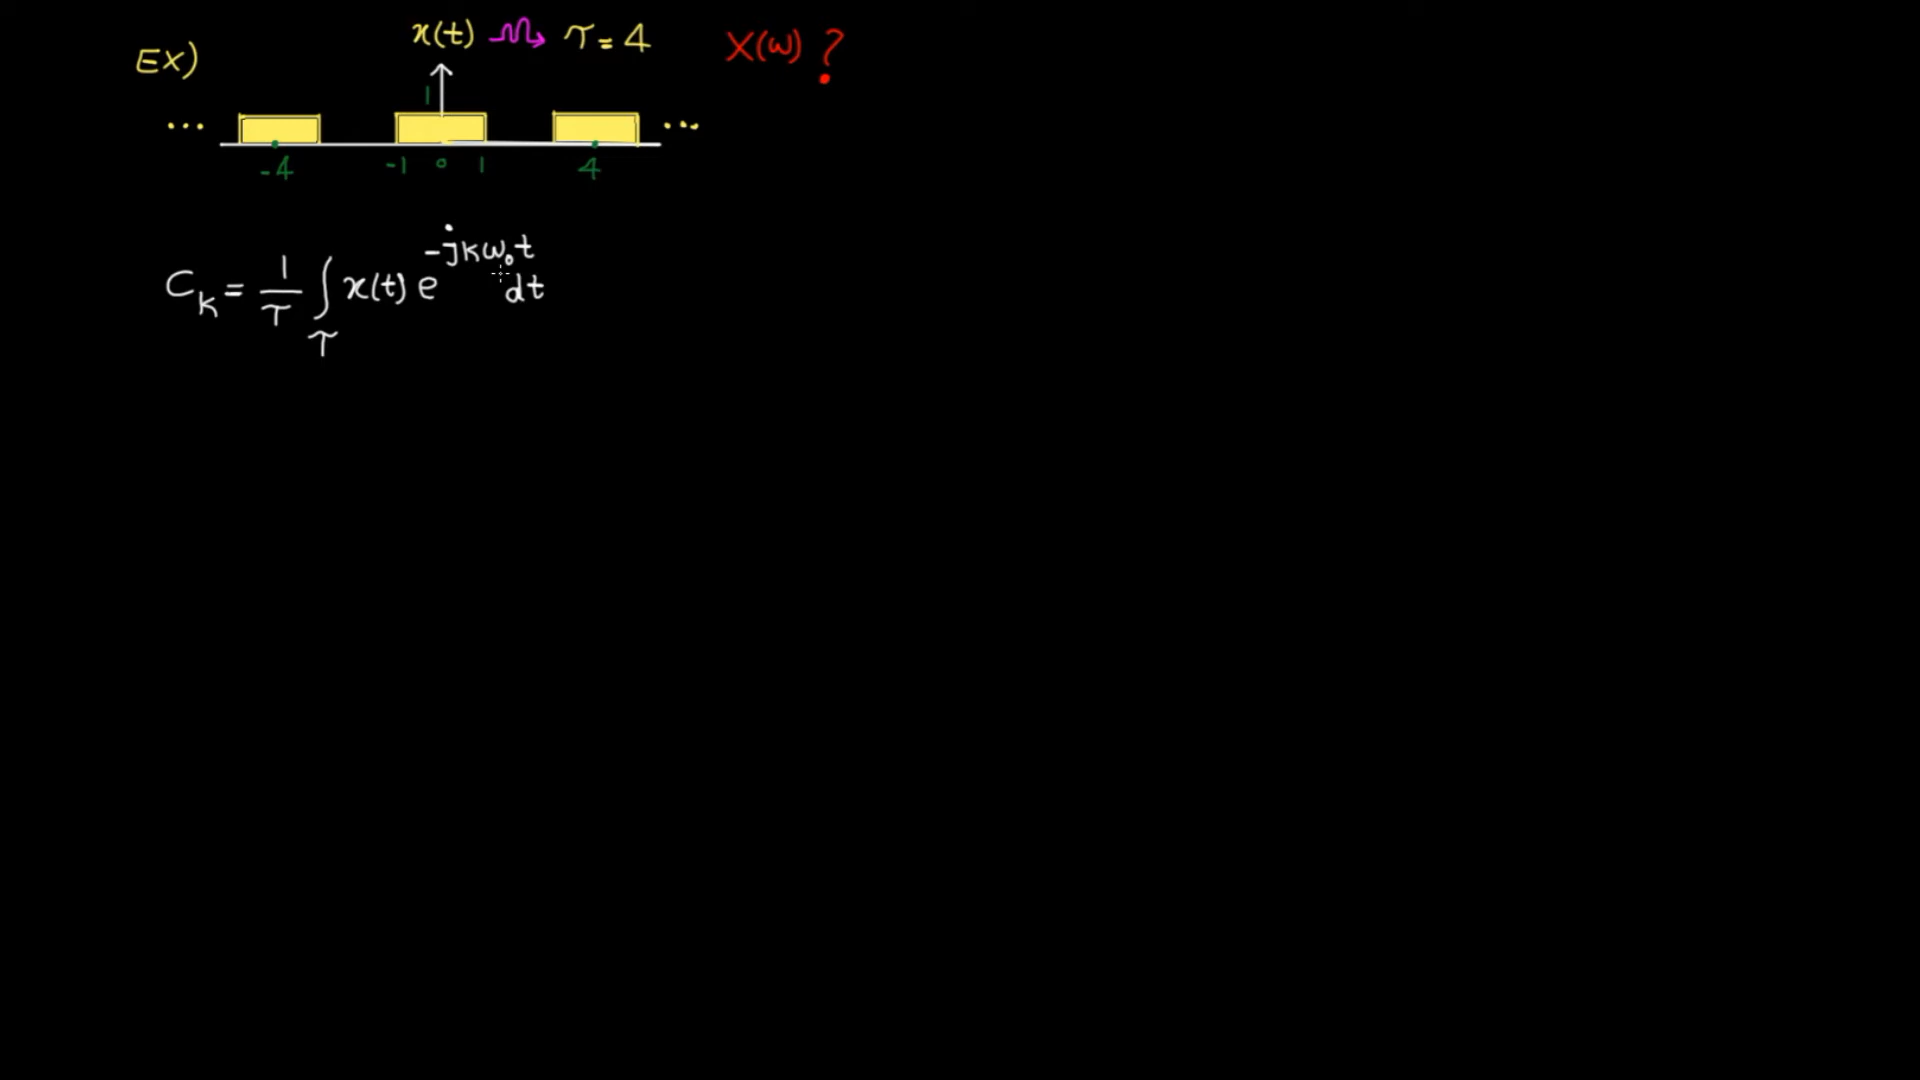 EX) x(t) T = 4 X(ω) ?
1
... ...
-4 -1 0 1 4
C_k = 1/T ∫_T x(t) e^{-jkω₀t} dt